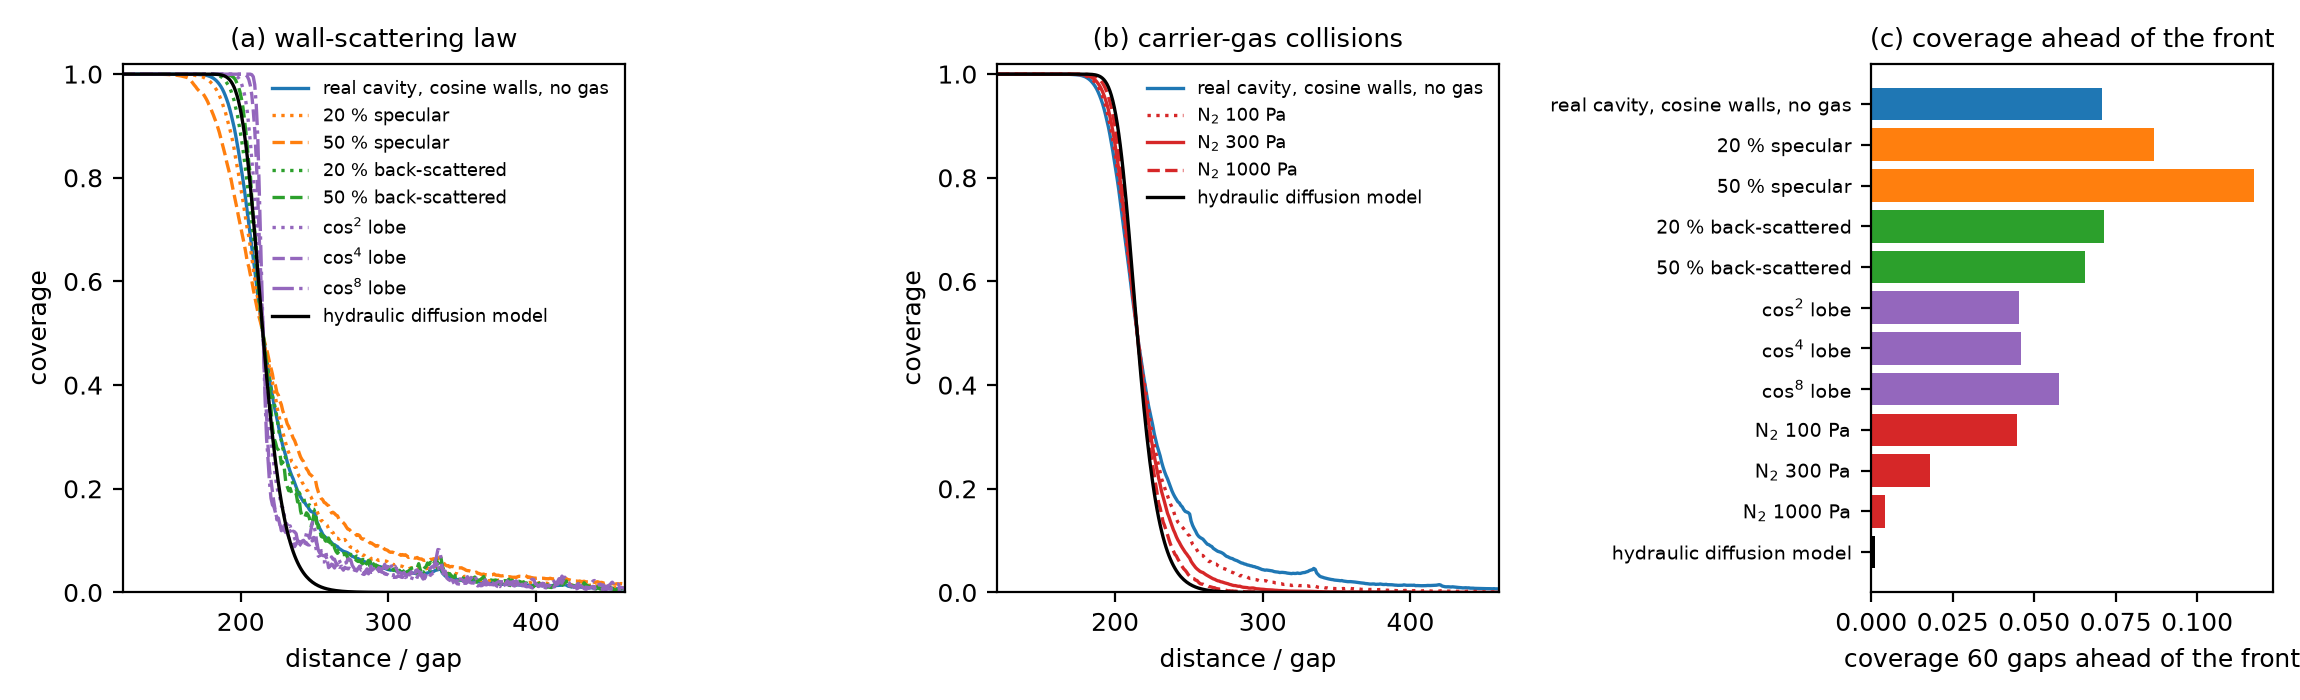 (a) wall-scattering law
coverage
1.0
0.8
0.6
0.4
0.2
0.0
200
300
400
distance / gap
real cavity, cosine walls, no gas
20 % specular
50 % specular
20 % back-scattered
50 % back-scattered
cos² lobe
cos⁴ lobe
cos⁸ lobe
hydraulic diffusion model
(b) carrier-gas collisions
coverage
1.0
0.8
0.6
0.4
0.2
0.0
200
300
400
distance / gap
real cavity, cosine walls, no gas
N₂ 100 Pa
N₂ 300 Pa
N₂ 1000 Pa
hydraulic diffusion model
(c) coverage ahead of the front
real cavity, cosine walls, no gas
20 % specular
50 % specular
20 % back-scattered
50 % back-scattered
cos² lobe
cos⁴ lobe
cos⁸ lobe
N₂ 100 Pa
N₂ 300 Pa
N₂ 1000 Pa
hydraulic diffusion model
0.000 0.025 0.050 0.075 0.100
coverage 60 gaps ahead of the front